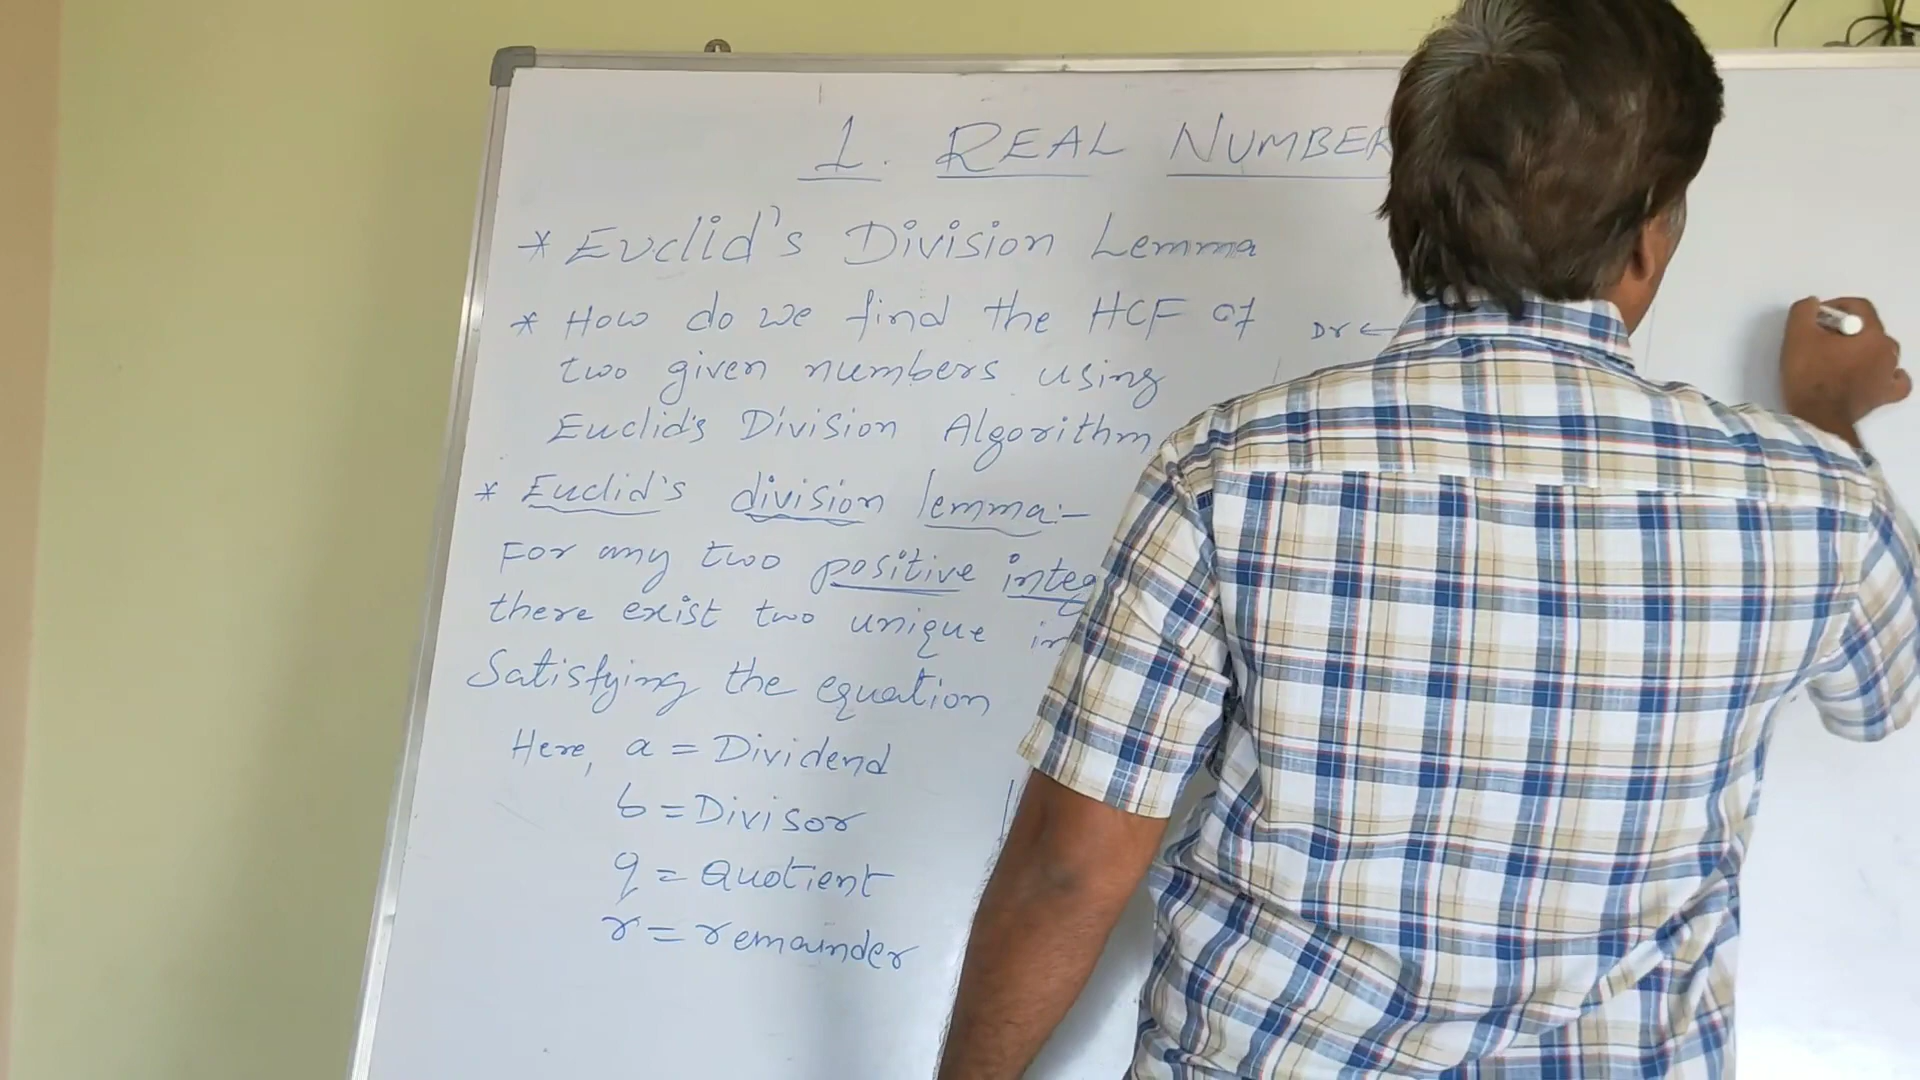 1. REAL NUMBER
* Euclid's Division Lemma
* How do we find the HCF of
two given numbers using
Euclid's Division Algorithm
Dr ←
* Euclid's division lemma:-
For any two positive integ
there exist two unique in
Satisfying the equation
Here, a = Dividend
b = Divisor
q = Quotient
r = remainder